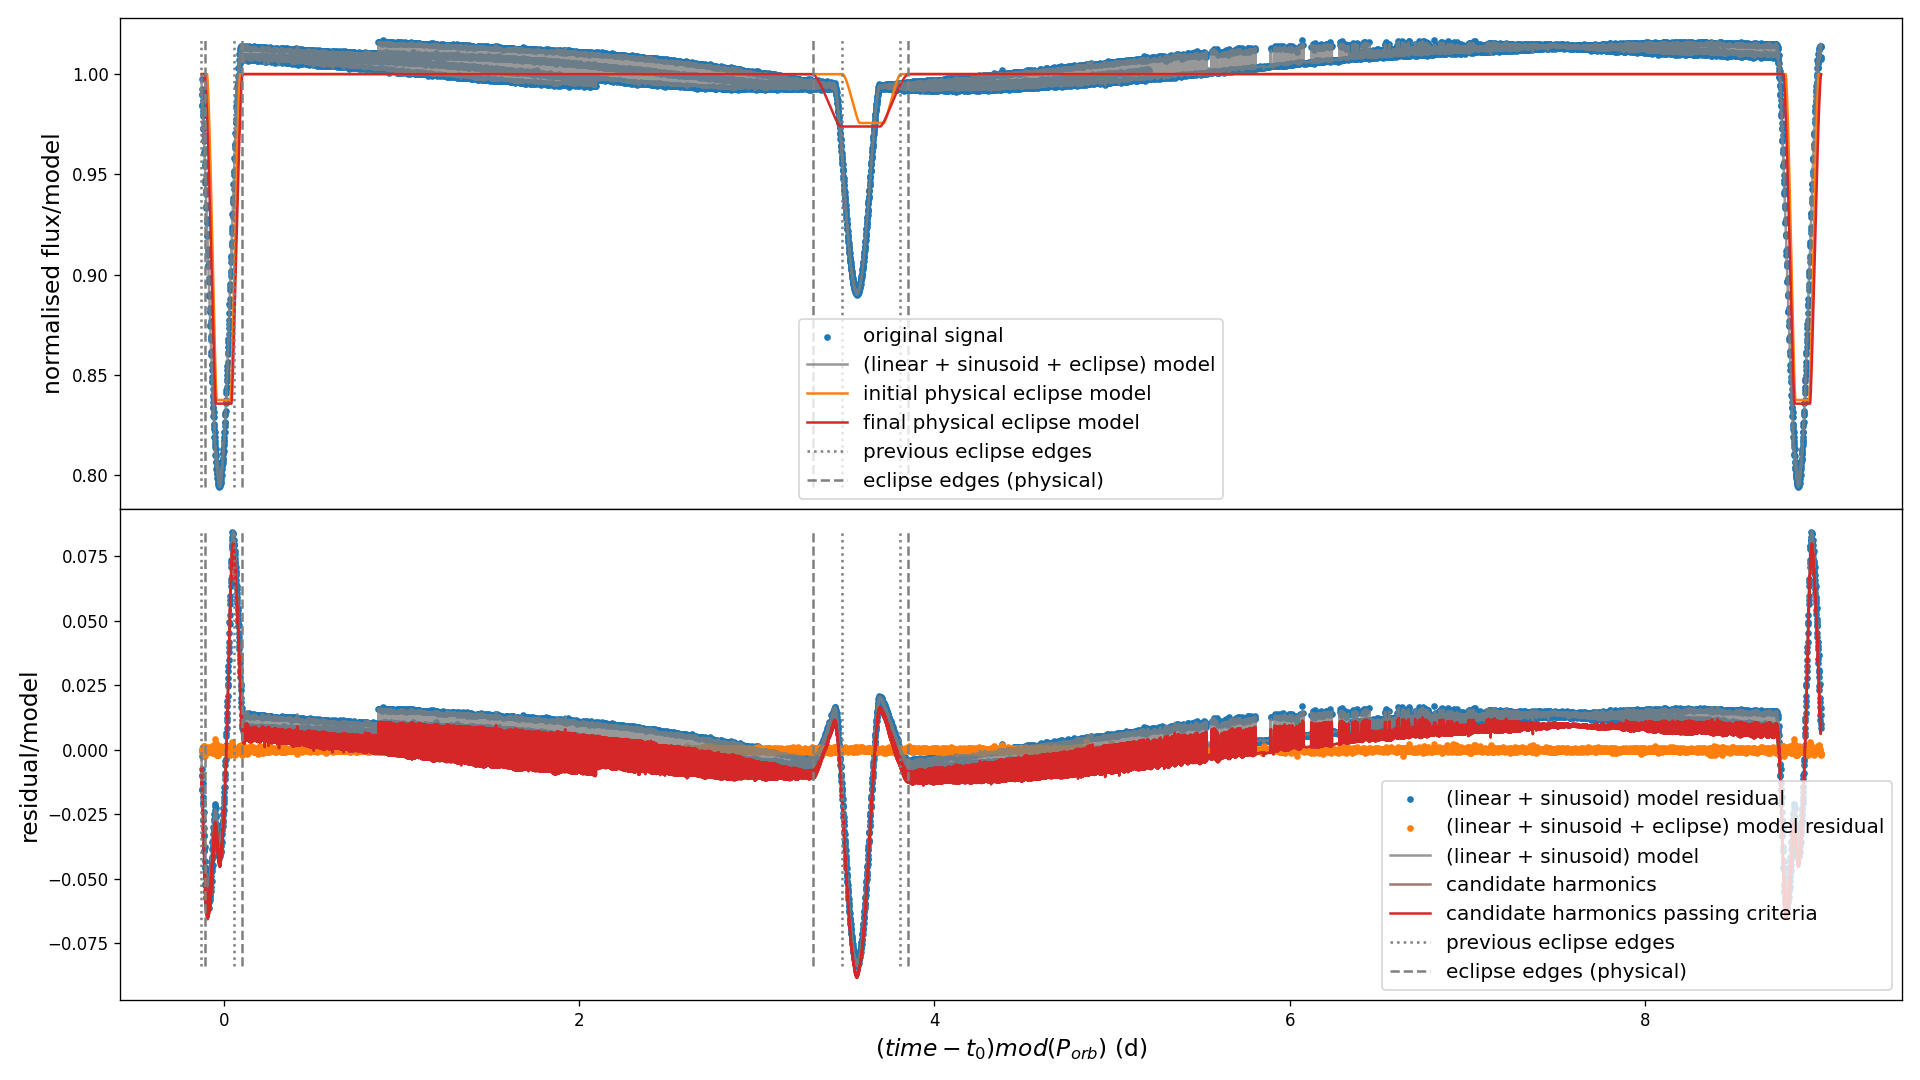 normalised flux/model
1.00
0.95
0.90
0.85
0.80
original signal
(linear + sinusoid + eclipse) model
initial physical eclipse model
final physical eclipse model
previous eclipse edges
eclipse edges (physical)
residual/model
0.075
0.050
0.025
0.000
−0.025
−0.050
−0.075
(linear + sinusoid) model residual
(linear + sinusoid + eclipse) model residual
(linear + sinusoid) model
candidate harmonics
candidate harmonics passing criteria
previous eclipse edges
eclipse edges (physical)
0 2 4 6 8
(time − t₀)mod(P_orb) (d)